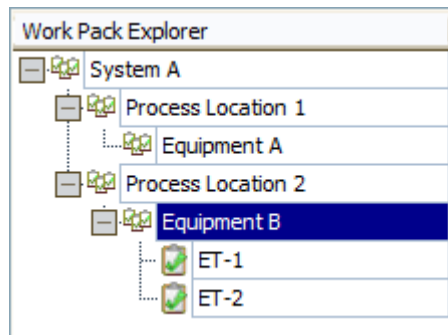 Work Pack Explorer
System A
Process Location 1
Equipment A
Process Location 2
Equipment B
ET-1
ET-2